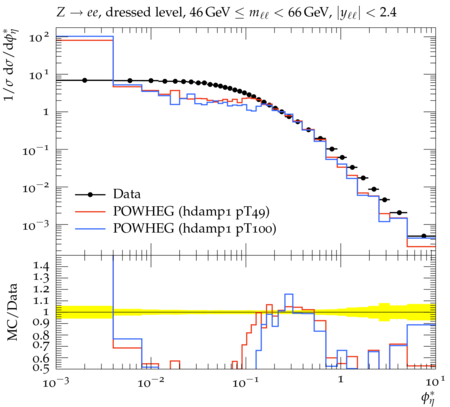 Z → ee, dressed level, 46 GeV ≤ mℓℓ < 66 GeV, |yℓℓ| < 2.4
1/σ dσ/dφ*η
10²
10¹
1
10⁻¹
10⁻²
10⁻³
Data
POWHEG (hdamp1 pT49)
POWHEG (hdamp1 pT100)
MC/Data
1.4
1.3
1.2
1.1
1
0.9
0.8
0.7
0.6
0.5
10⁻³ 10⁻² 10⁻¹ 1 10¹
φ*η